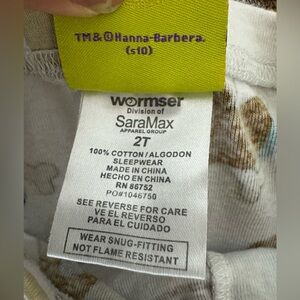 TM&©Hanna-Barbera.
(s10)
wormser
Division of
SaraMax
APPAREL GROUP
2T
100% COTTON/ALGODON
SLEEPWEAR
MADE IN CHINA
HECHO EN CHINA
RN 86752
PO#1046750
SEE REVERSE FOR CARE
VE EL REVERSO
PARA EL CUIDADO
WEAR SNUG-FITTING
NOT FLAME RESISTANT